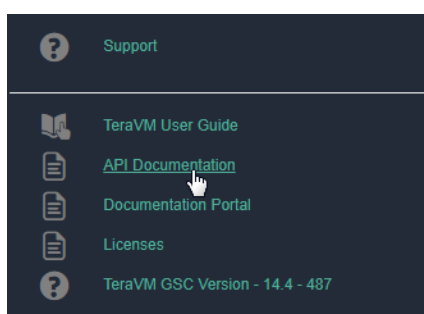 Support
TeraVM User Guide
API Documentation
Documentation Portal
Licenses
TeraVM GSC Version - 14.4 - 487